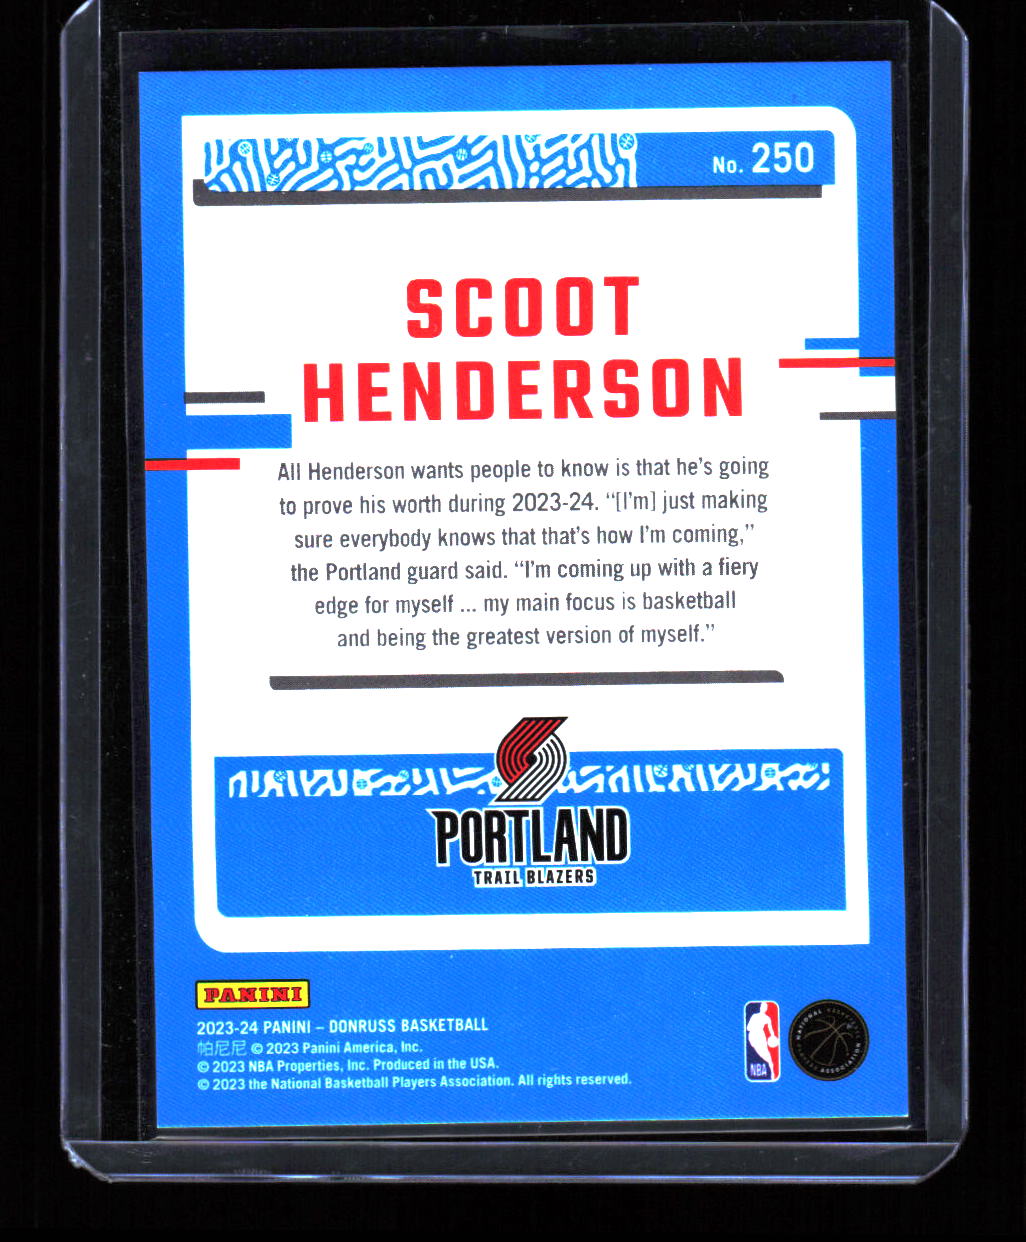 No. 250
SCOOT
HENDERSON
All Henderson wants people to know is that he's going
to prove his worth during 2023-24. “[I'm] just making
sure everybody knows that that's how I'm coming,”
the Portland guard said. “I'm coming up with a fiery
edge for myself ... my main focus is basketball
and being the greatest version of myself.”
PORTLAND
TRAIL BLAZERS
PANINI
2023-24 PANINI – DONRUSS BASKETBALL
帕尼尼 © 2023 Panini America, Inc.
© 2023 NBA Properties, Inc. Produced in the USA.
© 2023 the National Basketball Players Association. All rights reserved.
NBA
NATIONAL BASKETBALL
PLAYERS ASSOCIATION